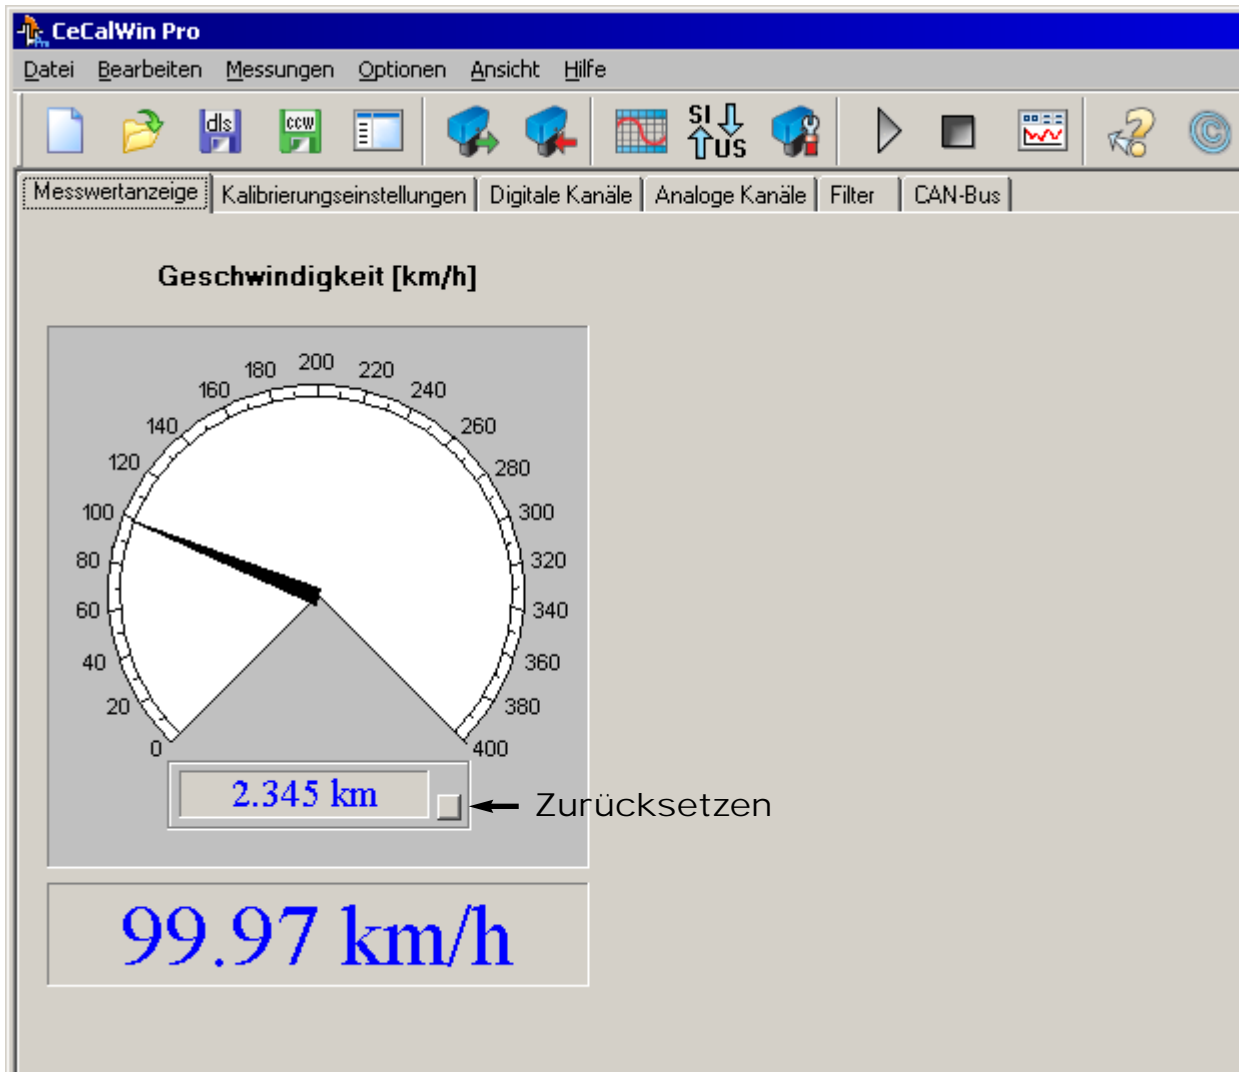 CeCalWin Pro
Datei Bearbeiten Messungen Optionen Ansicht Hilfe
dls ccw SI US ?  ©
Pro
Messwertanzeige Kalibrierungseinstellungen Digitale Kanäle Analoge Kanäle Filter CAN-Bus
Geschwindigkeit [km/h]
0
20
40
60
80
100
120
140
160
180
200
220
240
260
280
300
320
340
360
380
400
2.345 km
Zurücksetzen
99.97 km/h